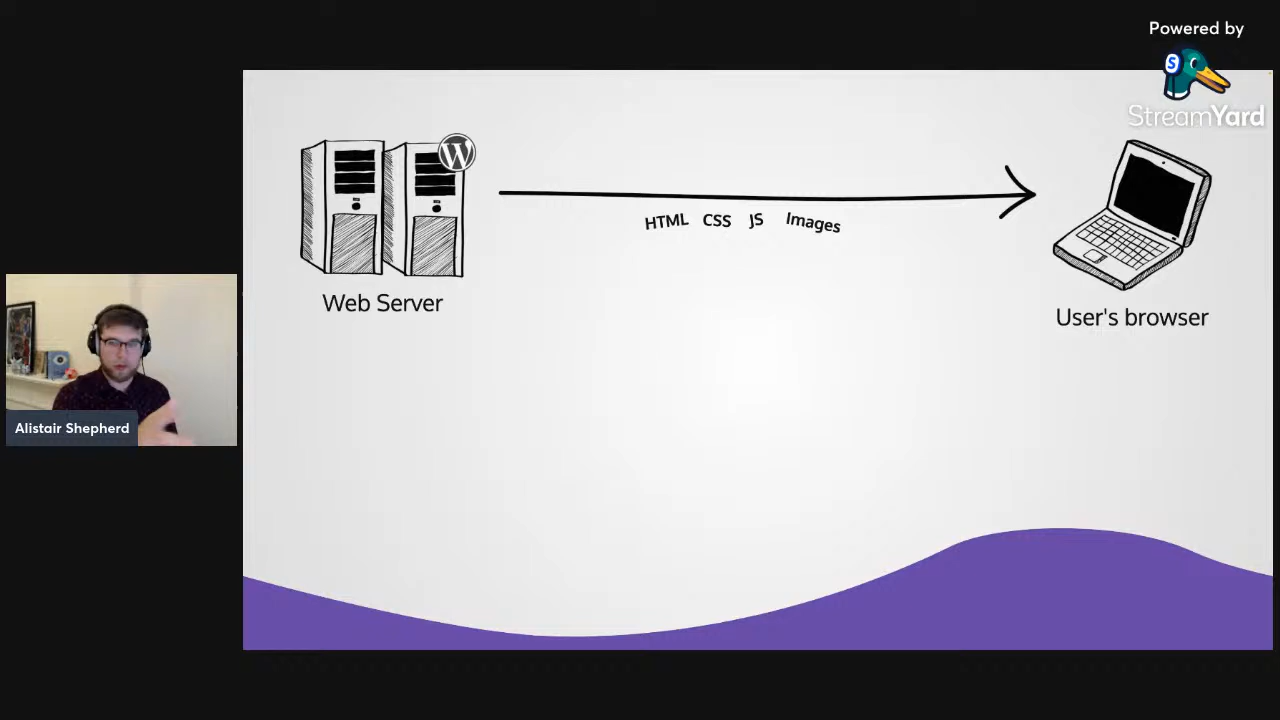 Powered by
StreamYard
HTML CSS JS Images
Web Server
User's browser
Alistair Shepherd